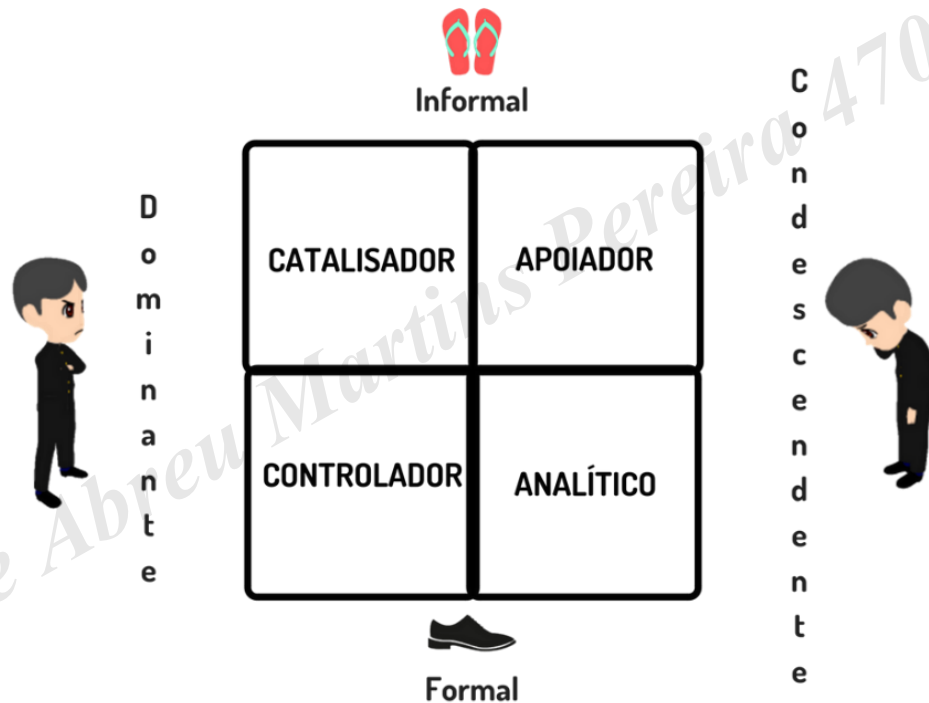 Informal
Dominante
Condescendente
CATALISADOR
APOIADOR
CONTROLADOR
ANALÍTICO
Formal
e Abreu Martins Pereira 470